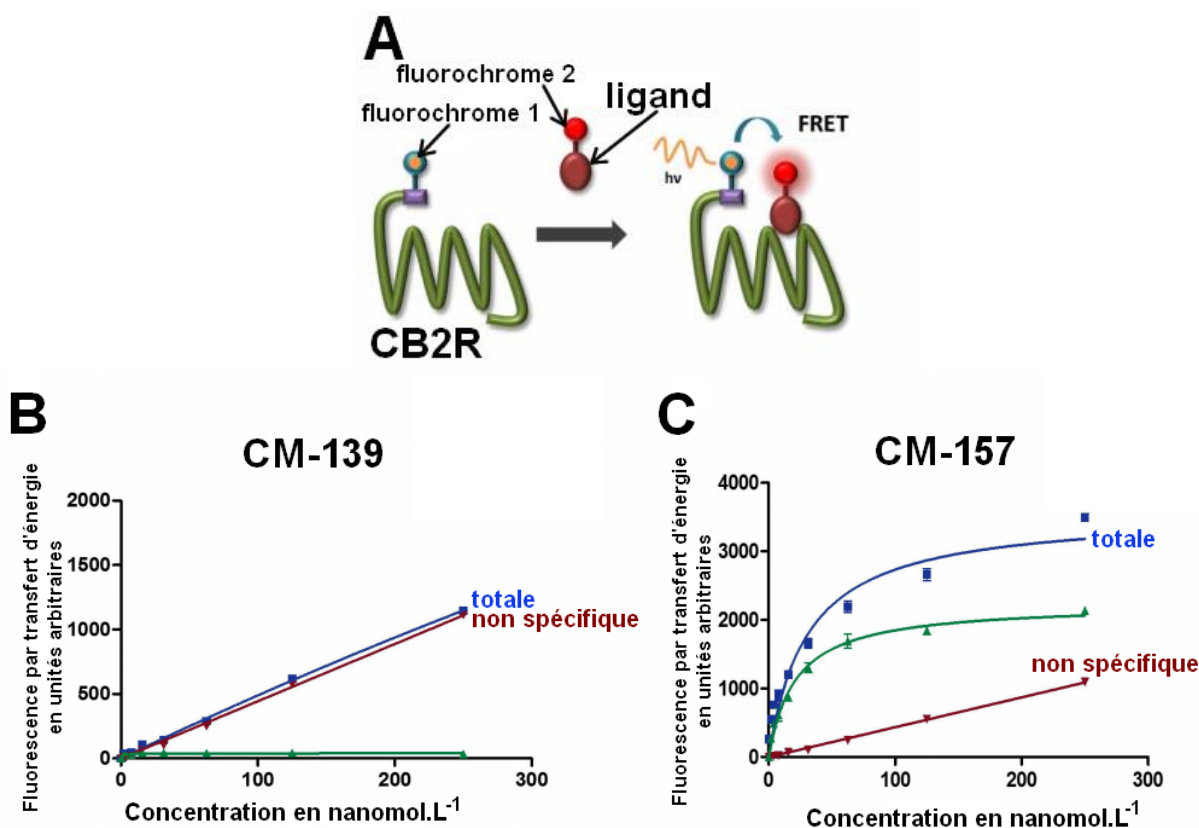 A
fluorochrome 2
fluorochrome 1
ligand
FRET
hν
CB2R
B
CM-139
Fluorescence par transfert d'énergie
en unités arbitraires
2000
1500
1000
500
0
totale
non spécifique
0
100
200
300
Concentration en nanomol.L-1
C
CM-157
Fluorescence par transfert d'énergie
en unités arbitraires
4000
3000
2000
1000
0
totale
non spécifique
0
100
200
300
Concentration en nanomol.L-1